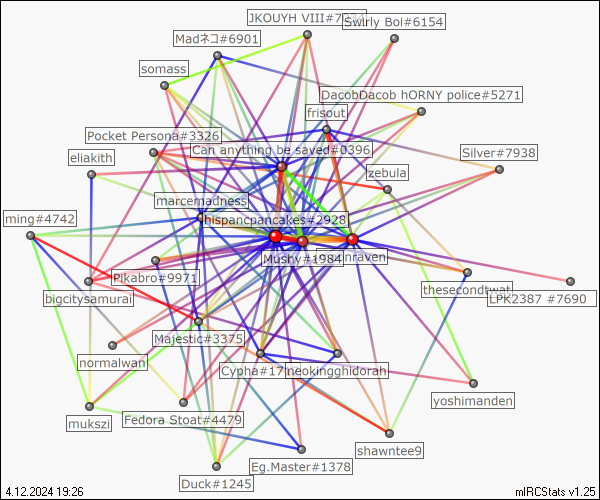 JKOUYH VIII#7
Swirly Boi#6154
Madネコ#6901
somass
DacobDacob hORNY police#5271
frisout
Pocket Persona#3326
Can anything be saved#0396
Silver#7938
eliakith
zebula
marcemadness
ming#4742
hispancpancakes#2928
Mushy#1984
nraven
Pikabro#9971
thesecondtwat
bigcitysamurai
LPK2387 #7690
Majestic#3375
normalwan
Cypha#17
neokingghidorah
yoshimanden
mukszi
Fedora Stoat#4479
shawntee9
Eg.Master#1378
Duck#1245
4.12.2024 19:26
mIRCStats v1.25